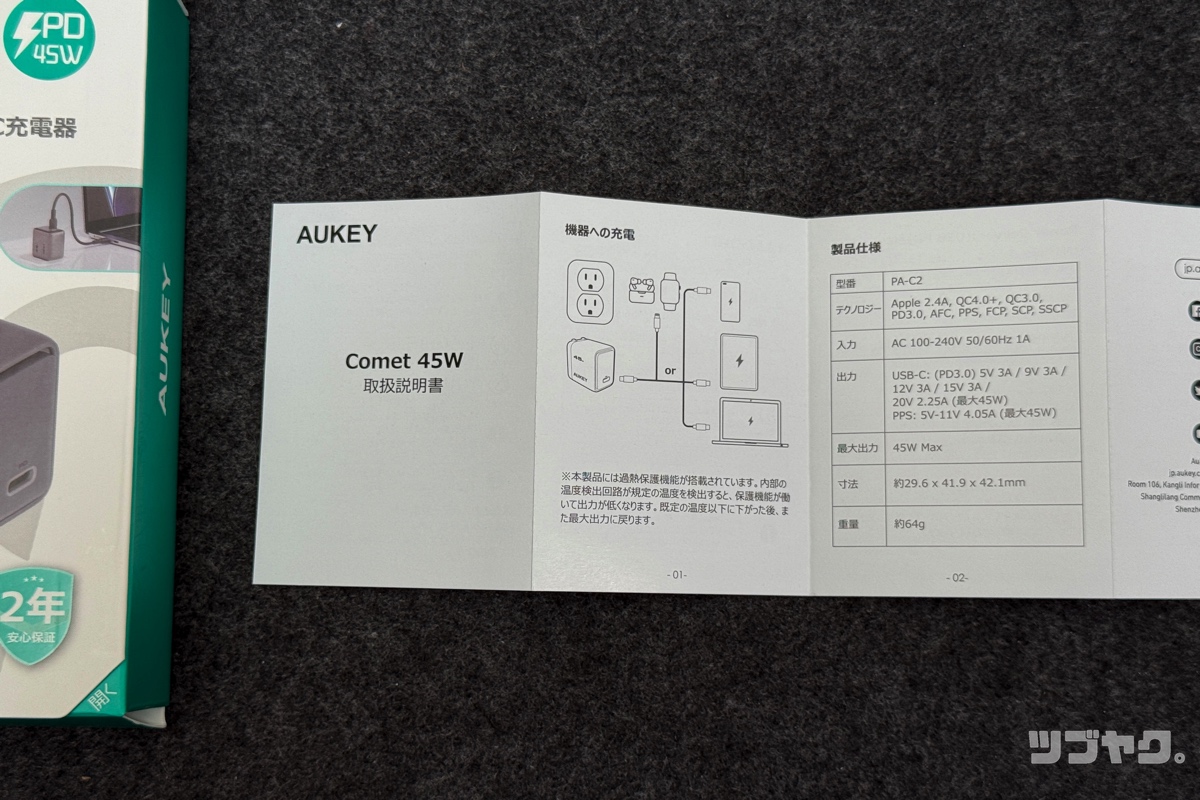 PD
45W
C充電器
AUKEY
2年
安心保証
開く
AUKEY
Comet 45W
取扱説明書
機器への充電
45W
AUKEY
or
※本製品には過熱保護機能が搭載されています。内部の
温度検出回路が規定の温度を検出すると、保護機能が働
いて出力が低くなります。既定の温度以下に下がった後、ま
た最大出力に戻ります。
-01-
製品仕様
型番 PA-C2
テクノロジー Apple 2.4A, QC4.0+, QC3.0,
PD3.0, AFC, PPS, FCP, SCP, SSCP
入力 AC 100-240V 50/60Hz 1A
出力 USB-C: (PD3.0) 5V 3A / 9V 3A /
12V 3A / 15V 3A /
20V 2.25A (最大45W)
PPS: 5V-11V 4.05A (最大45W)
最大出力 45W Max
寸法 約29.6 x 41.9 x 42.1mm
重量 約64g
-02-
jp.a
Au
jp.aukey.c
Room 106, Kangli Infor
Shangjilang Comm
Shenzhe
ツブヤク。